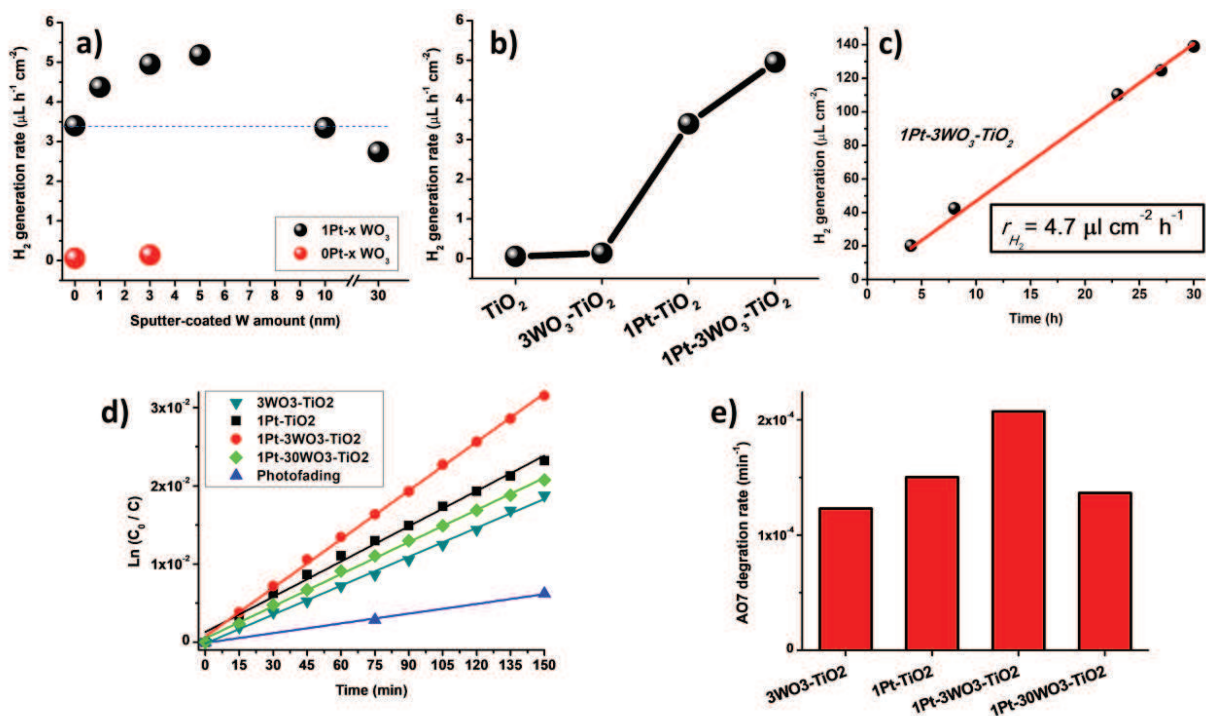 a)
H₂ generation rate (μL h⁻¹ cm⁻²)
6
5
4
3
2
1
0
0 1 2 3 4 5 6 7 8 9 10 30
Sputter-coated W amount (nm)
1Pt-x WO₃
0Pt-x WO₃
b)
H₂ generation rate (μL h⁻¹ cm⁻²)
6
5
4
3
2
1
0
TiO₂
3WO₃-TiO₂
1Pt-TiO₂
1Pt-3WO₃-TiO₂
c)
H₂ generation (μL cm⁻²)
140
120
100
80
60
40
20
0
0 5 10 15 20 25 30
Time (h)
1Pt-3WO₃-TiO₂
r_H₂ = 4.7 μl cm⁻² h⁻¹
d)
Ln (C₀ / C)
3x10⁻²
2x10⁻²
1x10⁻²
0
0 15 30 45 60 75 90 105 120 135 150
Time (min)
3WO3-TiO2
1Pt-TiO2
1Pt-3WO3-TiO2
1Pt-30WO3-TiO2
Photofading
e)
AO7 degration rate (min⁻¹)
2x10⁻⁴
1x10⁻⁴
0
3WO3-TiO2
1Pt-TiO2
1Pt-3WO3-TiO2
1Pt-30WO3-TiO2